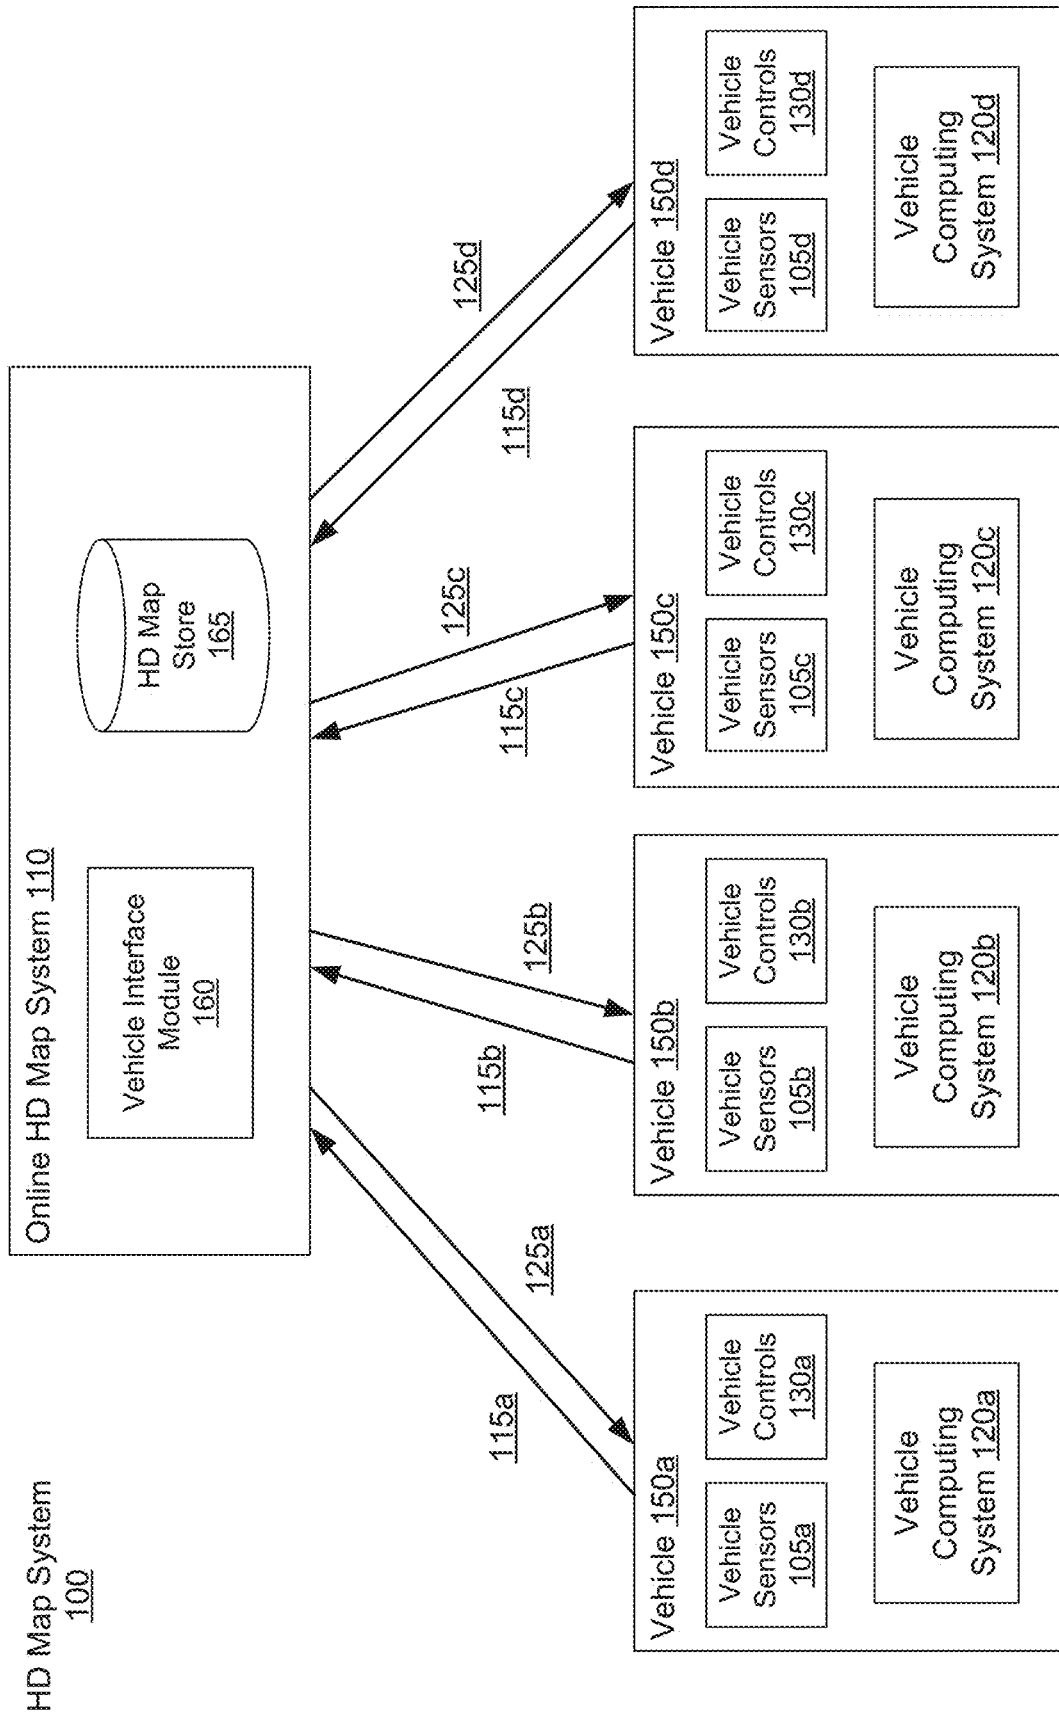 HD Map System
100
Online HD Map System 110
Vehicle Interface
Module
160
HD Map
Store
165
115a
125a
115b
125b
115c
125c
115d
125d
Vehicle 150a
Vehicle
Sensors
105a
Vehicle
Controls
130a
Vehicle
Computing
System 120a
Vehicle 150b
Vehicle
Sensors
105b
Vehicle
Controls
130b
Vehicle
Computing
System 120b
Vehicle 150c
Vehicle
Sensors
105c
Vehicle
Controls
130c
Vehicle
Computing
System 120c
Vehicle 150d
Vehicle
Sensors
105d
Vehicle
Controls
130d
Vehicle
Computing
System 120d